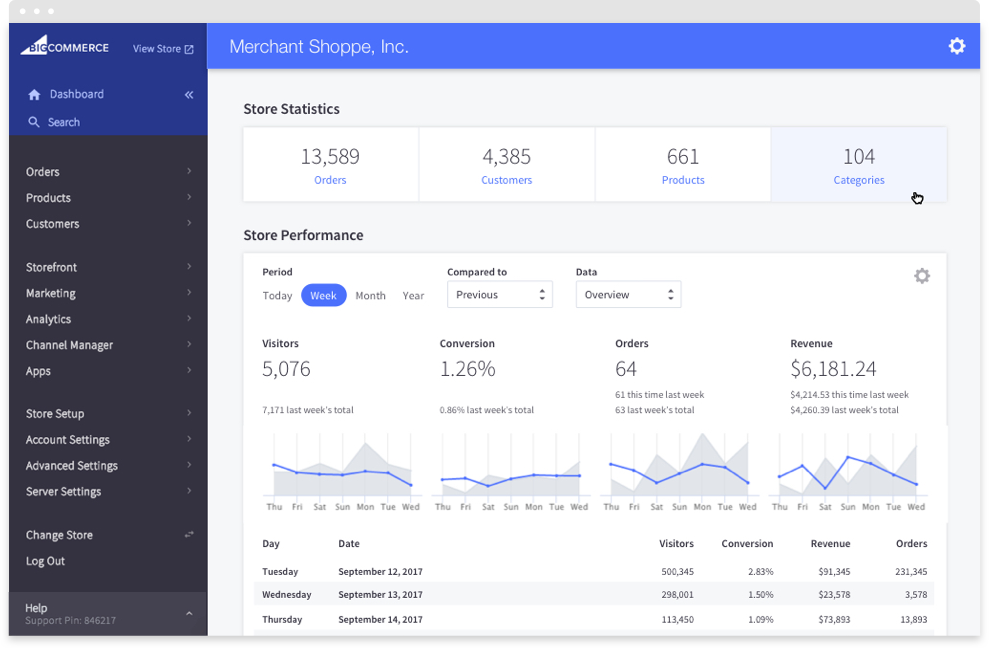 BIGCOMMERCE
View Store
Dashboard
Search
Orders
Products
Customers
Storefront
Marketing
Analytics
Channel Manager
Apps
Store Setup
Account Settings
Advanced Settings
Server Settings
Change Store
Log Out
Help
Support Pin: 846217
Merchant Shoppe, Inc.
Store Statistics
13,589 4,385 661 104
Orders Customers Products Categories
Store Performance
Period Compared to Data
Today Week Month Year Previous Overview
Visitors Conversion Orders Revenue
5,076 1.26% 64 $6,181.24
61 this time last week $4,214.53 this time last week
7,171 last week's total 0.86% last week's total 63 last week's total $4,260.39 last week's total
Thu Fri Sat Sun Mon Tue Wed Thu Fri Sat Sun Mon Tue Wed Thu Fri Sat Sun Mon Tue Wed Thu Fri Sat Sun Mon Tue Wed
Day Date Visitors Conversion Revenue Orders
Tuesday September 12, 2017 500,345 2.83% $91,345 231,345
Wednesday September 13, 2017 298,001 1.50% $23,578 3,578
Thursday September 14, 2017 113,450 1.09% $73,893 13,893